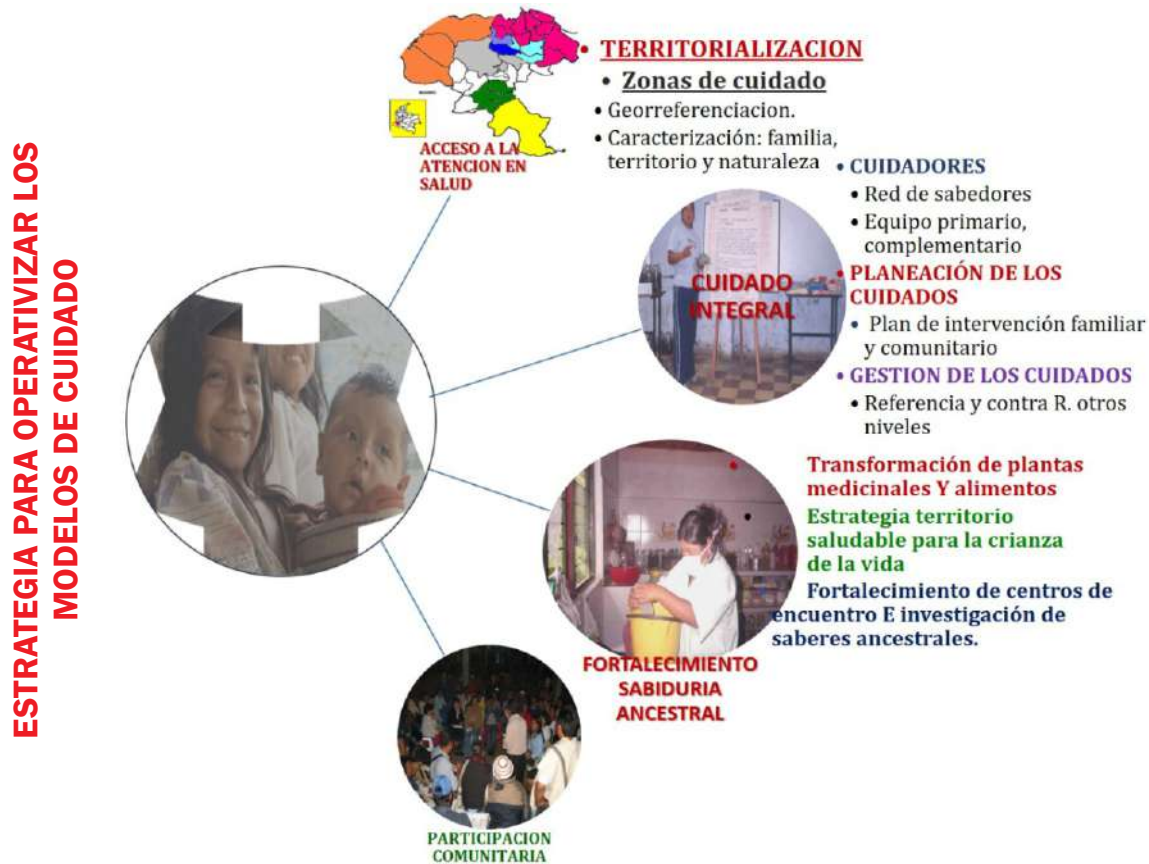 ESTRATEGIA PARA OPERATIVIZAR LOS
MODELOS DE CUIDADO
ACCESO A LA
ATENCION EN
SALUD
• TERRITORIALIZACION
• Zonas de cuidado
• Georreferenciacion.
• Caracterización: familia,
territorio y naturaleza
CUIDADO
INTEGRAL
• CUIDADORES
• Red de sabedores
• Equipo primario,
complementario
• PLANEACIÓN DE LOS
CUIDADOS
• Plan de intervención familiar
y comunitario
• GESTION DE LOS CUIDADOS
• Referencia y contra R. otros
niveles
FORTALECIMIENTO
SABIDURIA
ANCESTRAL
Transformación de plantas
medicinales Y alimentos
Estrategia territorio
saludable para la crianza
de la vida
Fortalecimiento de centros de
encuentro E investigación de
saberes ancestrales.
PARTICIPACION
COMUNITARIA